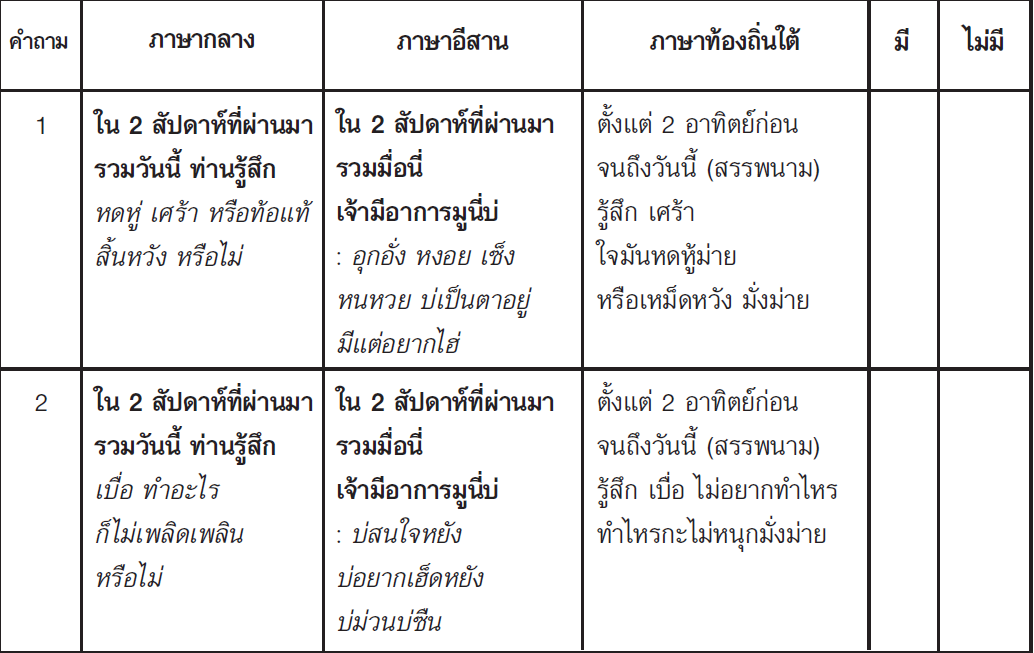 คำถาม
ภาษากลาง
ภาษาอีสาน
ภาษาท้องถิ่นใต้
มี
ไม่มี
1
ใน 2 สัปดาห์ที่ผ่านมา
รวมวันนี้ ท่านรู้สึก
หดหู่ เศร้า หรือท้อแท้
สิ้นหวัง หรือไม่
ใน 2 สัปดาห์ที่ผ่านมา
รวมมื่อนี่
เจ้ามีอาการมูนี่บ่
: อุกอั่ง หงอย เซ็ง
หนหวย บ่เป็นตาอยู่
มีแต่อยากไฮ่
ตั้งแต่ 2 อาทิตย์ก่อน
จนถึงวันนี้ (สรรพนาม)
รู้สึก เศร้า
ใจมันหดหู้ม่าย
หรือเหม็ดหวัง มั่งม่าย
2
ใน 2 สัปดาห์ที่ผ่านมา
รวมวันนี้ ท่านรู้สึก
เบื่อ ทำอะไร
ก็ไม่เพลิดเพลิน
หรือไม่
ใน 2 สัปดาห์ที่ผ่านมา
รวมมื่อนี่
เจ้ามีอาการมูนี่บ่
: บ่สนใจหยัง
บ่อยากเฮ็ดหยัง
บ่ม่วนบ่ชืน
ตั้งแต่ 2 อาทิตย์ก่อน
จนถึงวันนี้ (สรรพนาม)
รู้สึก เบื่อ ไม่อยากทำไหร
ทำไหรกะไม่หนุกมั่งม่าย